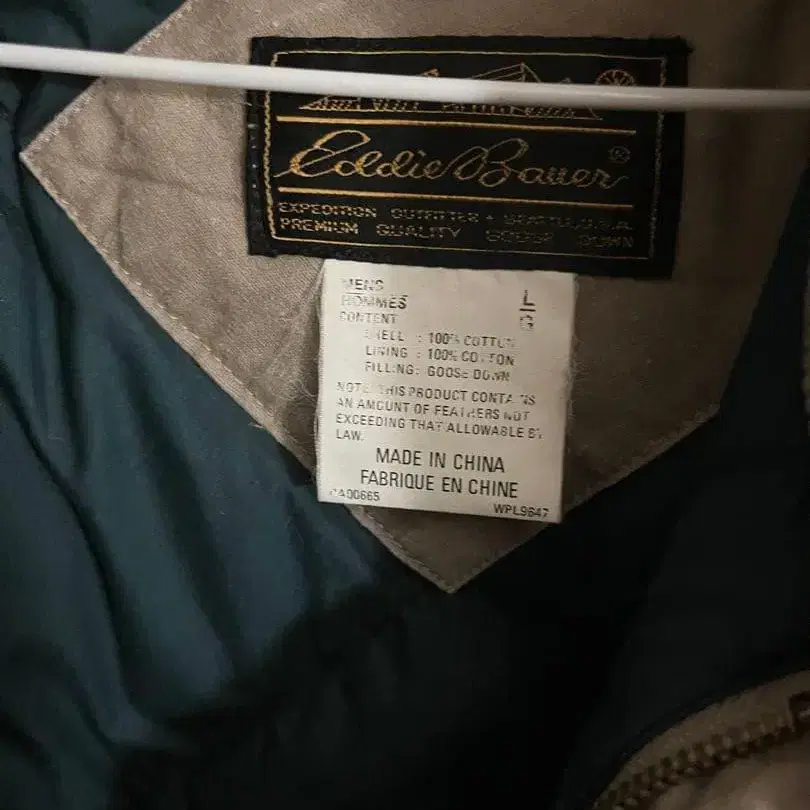 Eddie Bauer®
EXPEDITION OUTFITTER • SEATTLE, U.S.A.
PREMIUM QUALITY GOOSE DOWN
MENS L
HOMMES G
CONTENT
SHELL : 100% COTTON
LINING : 100% COTTON
FILLING: GOOSE DOWN
NOTE: THIS PRODUCT CONTAINS
AN AMOUNT OF FEATHERS NOT
EXCEEDING THAT ALLOWABLE BY
LAW.
MADE IN CHINA
FABRIQUE EN CHINE
CA00665 WPL9647